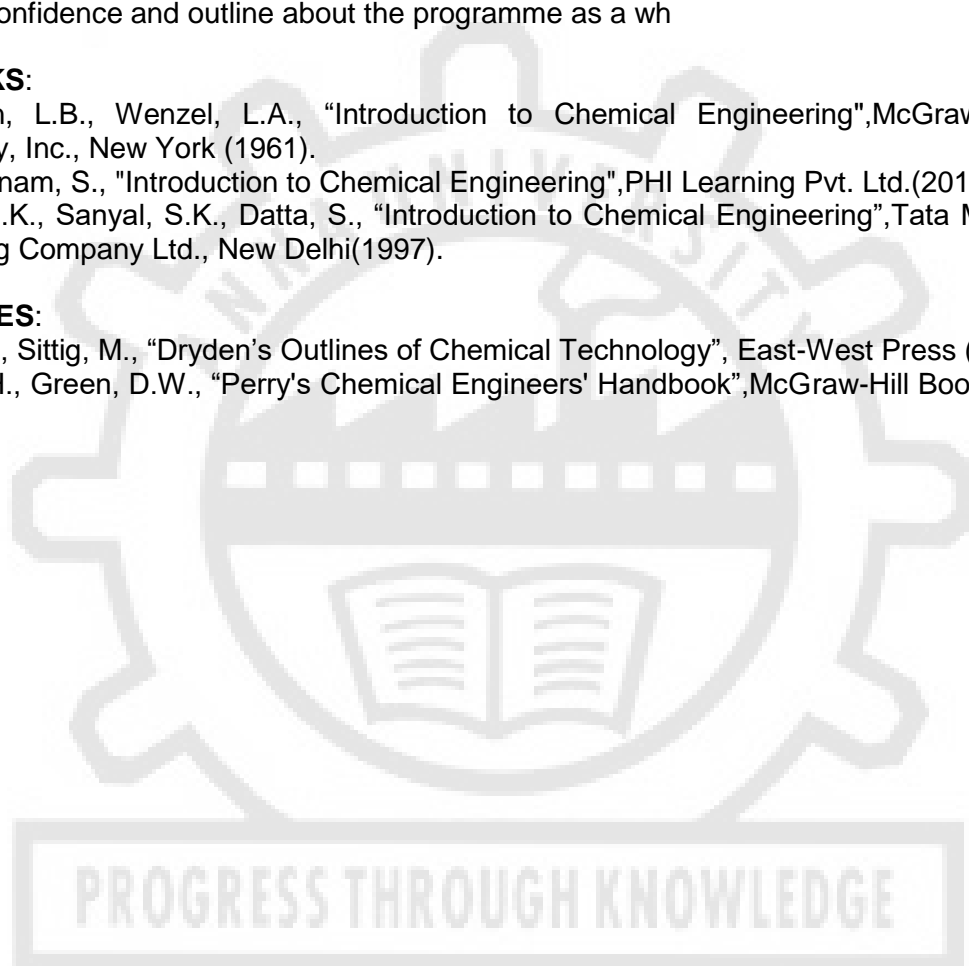 onfidence and outline about the programme as a wh
KS:
n, L.B., Wenzel, L.A., “Introduction to Chemical Engineering",McGraw
y, Inc., New York (1961).
nam, S., "Introduction to Chemical Engineering",PHI Learning Pvt. Ltd.(201
.K., Sanyal, S.K., Datta, S., “Introduction to Chemical Engineering”,Tata M
g Company Ltd., New Delhi(1997).
ES:
, Sittig, M., “Dryden’s Outlines of Chemical Technology”, East-West Press (
H., Green, D.W., “Perry's Chemical Engineers' Handbook”,McGraw-Hill Boo
ANNA UNIVERSITY
PROGRESS THROUGH KNOWLEDGE